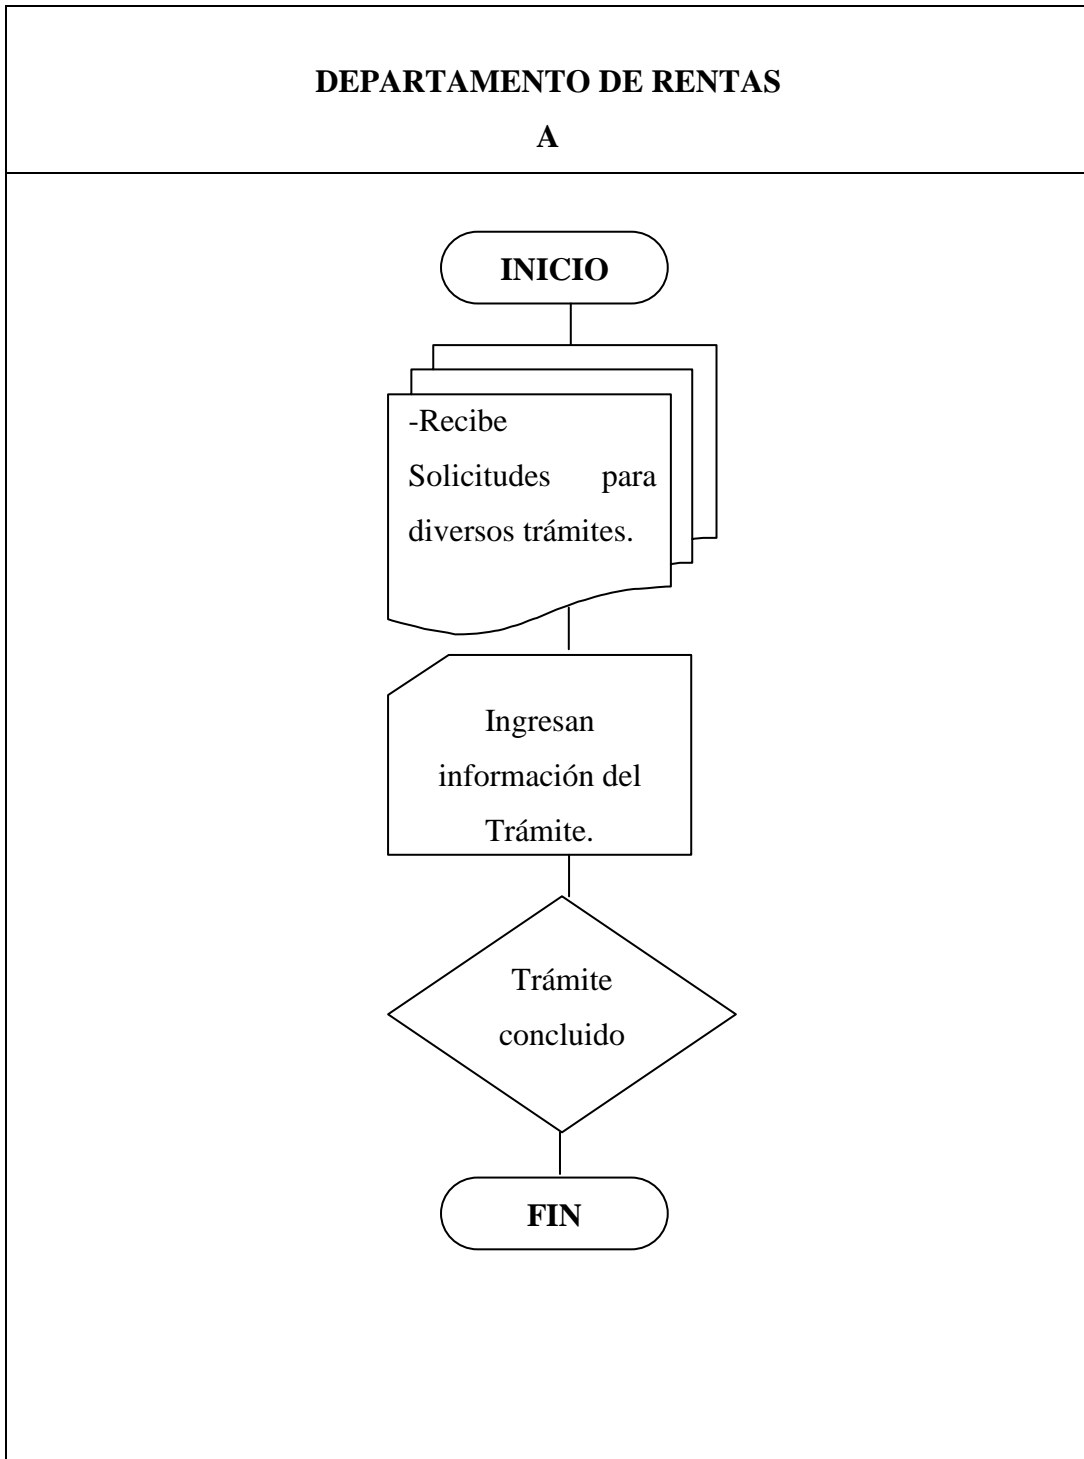 DEPARTAMENTO DE RENTAS
A
INICIO
-Recibe
Solicitudes para
diversos trámites.
Ingresan
información del
Trámite.
Trámite
concluido
FIN